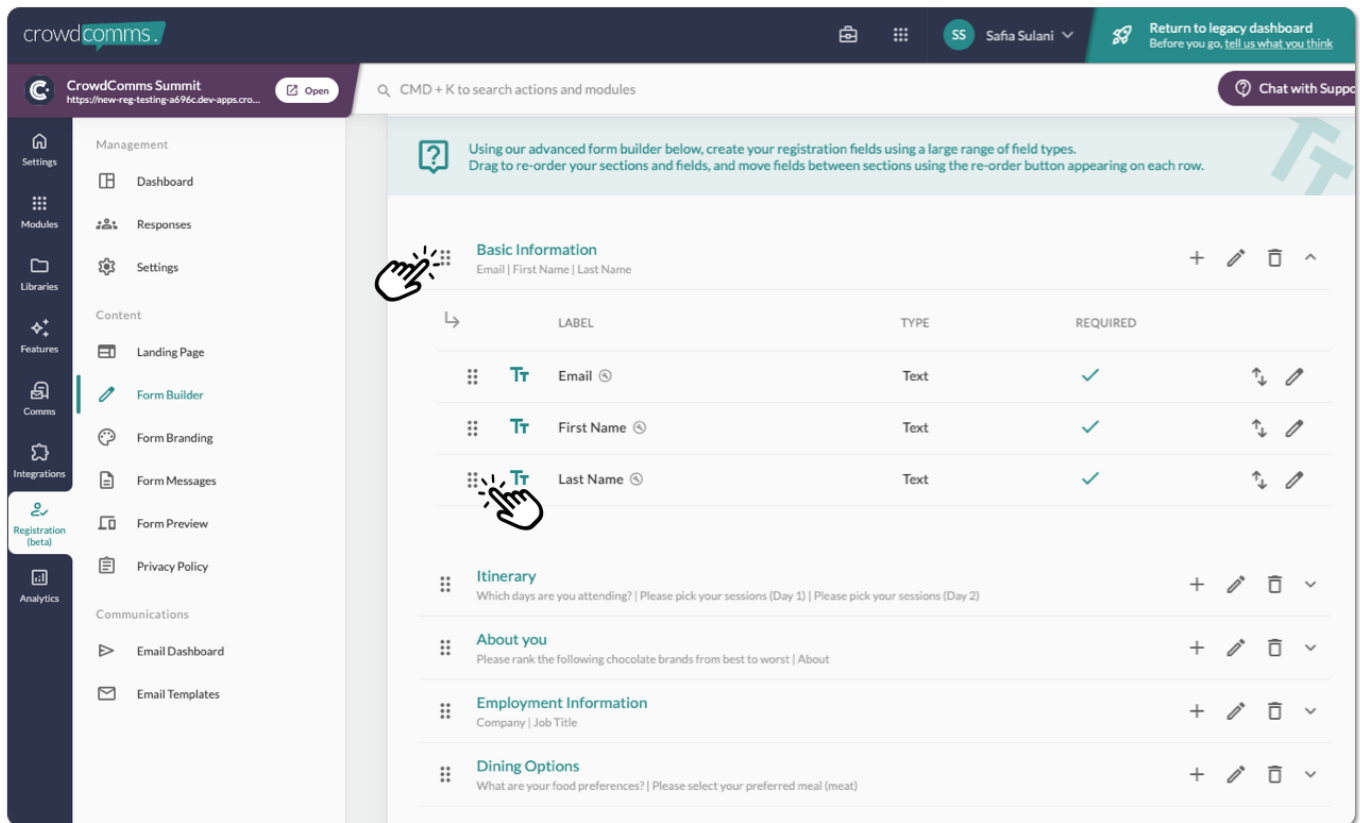 crowdcomms.
SS
Safia Sulani
Return to legacy dashboard
Before you go, tell us what you think
CrowdComms Summit
https://new-reg-testing-a696c.dev-apps.cro...
Open
CMD + K to search actions and modules
Chat with Suppo
Settings
Modules
Libraries
Features
Comms
Integrations
Registration
(beta)
Analytics
Management
Dashboard
Responses
Settings
Content
Landing Page
Form Builder
Form Branding
Form Messages
Form Preview
Privacy Policy
Communications
Email Dashboard
Email Templates
Using our advanced form builder below, create your registration fields using a large range of field types.
Drag to re-order your sections and fields, and move fields between sections using the re-order button appearing on each row.
Basic Information
Email | First Name | Last Name
LABEL TYPE REQUIRED
Email Text
First Name Text
Last Name Text
Itinerary
Which days are you attending? | Please pick your sessions (Day 1) | Please pick your sessions (Day 2)
About you
Please rank the following chocolate brands from best to worst | About
Employment Information
Company | Job Title
Dining Options
What are your food preferences? | Please select your preferred meal (meat)